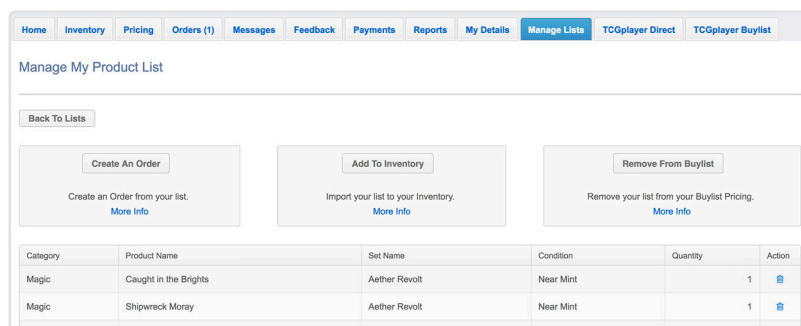 Home Inventory Pricing Orders (1) Messages Feedback Payments Reports My Details Manage Lists TCGplayer Direct TCGplayer Buylist
Manage My Product List
Back To Lists
Create An Order
Create an Order from your list.
More Info
Add To Inventory
Import your list to your Inventory.
More Info
Remove From Buylist
Remove your list from your Buylist Pricing.
More Info
Category Product Name Set Name Condition Quantity Action
Magic Caught in the Brights Aether Revolt Near Mint 1
Magic Shipwreck Moray Aether Revolt Near Mint 1